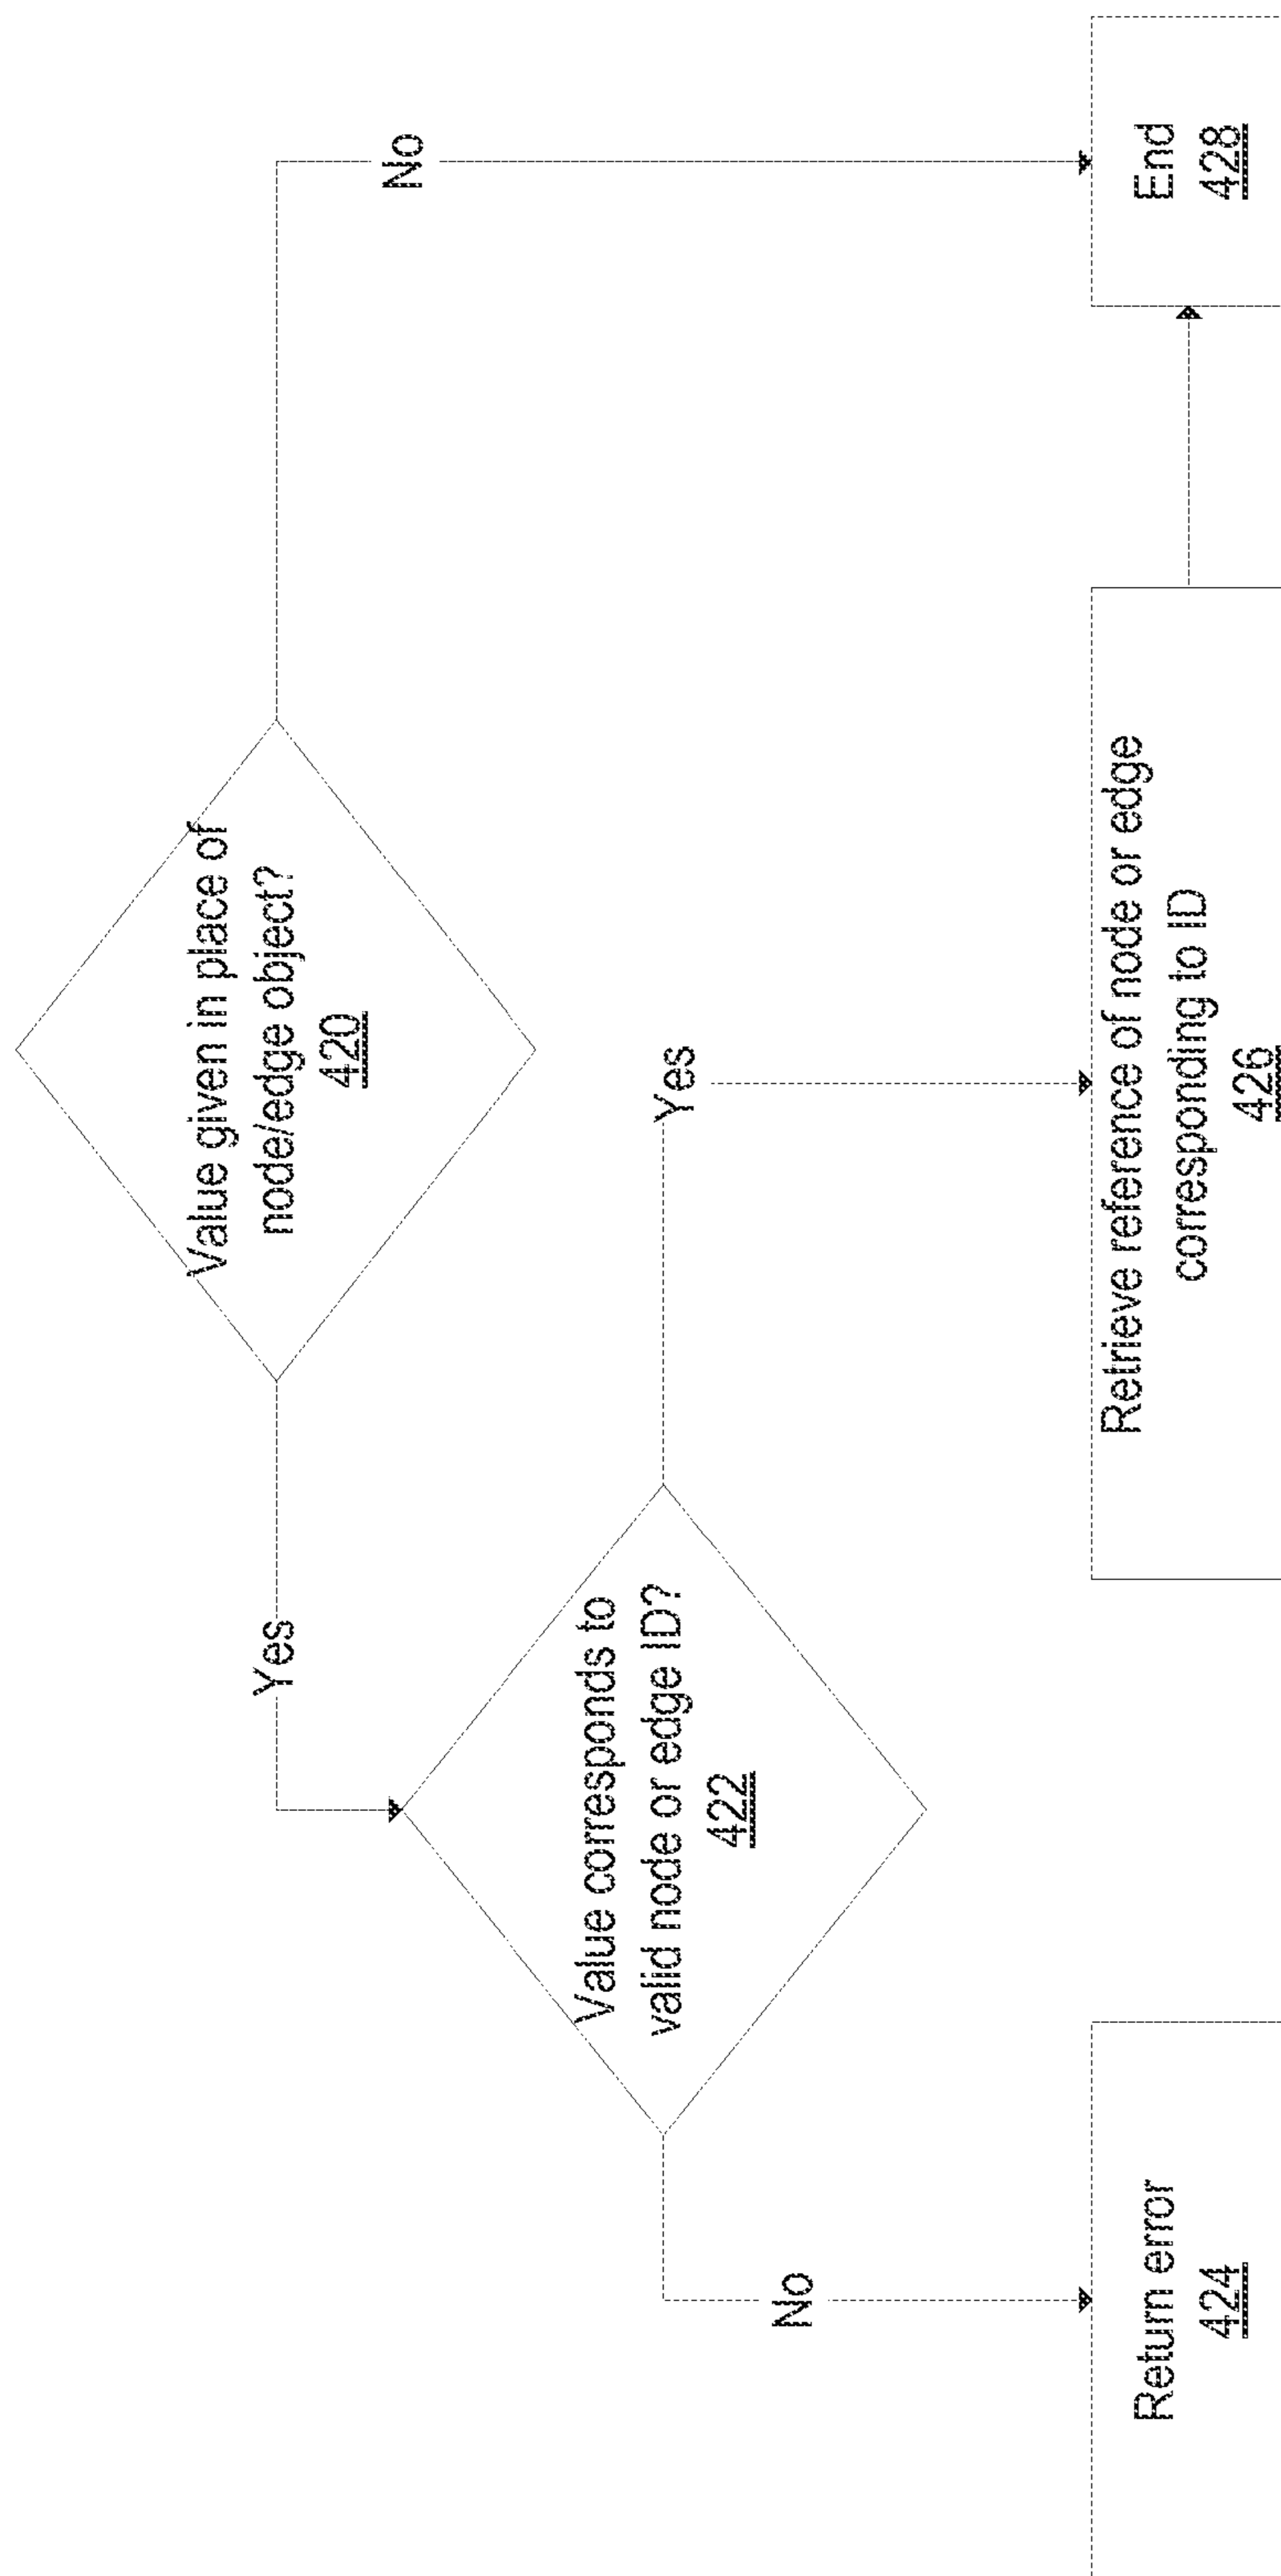 Value given in place of
node/edge object?
420
Yes
No
Value corresponds to
valid node or edge ID?
422
No
Yes
Return error
424
Retrieve reference of node or edge
corresponding to ID
426
End
428